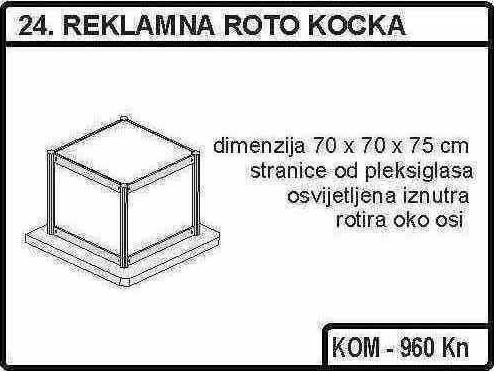 24. REKLAMNA ROTO KOCKA
dimenzija 70 x 70 x 75 cm
stranice od pleksiglasa
osvijetljena iznutra
rotira oko osi
KOM - 960 Kn